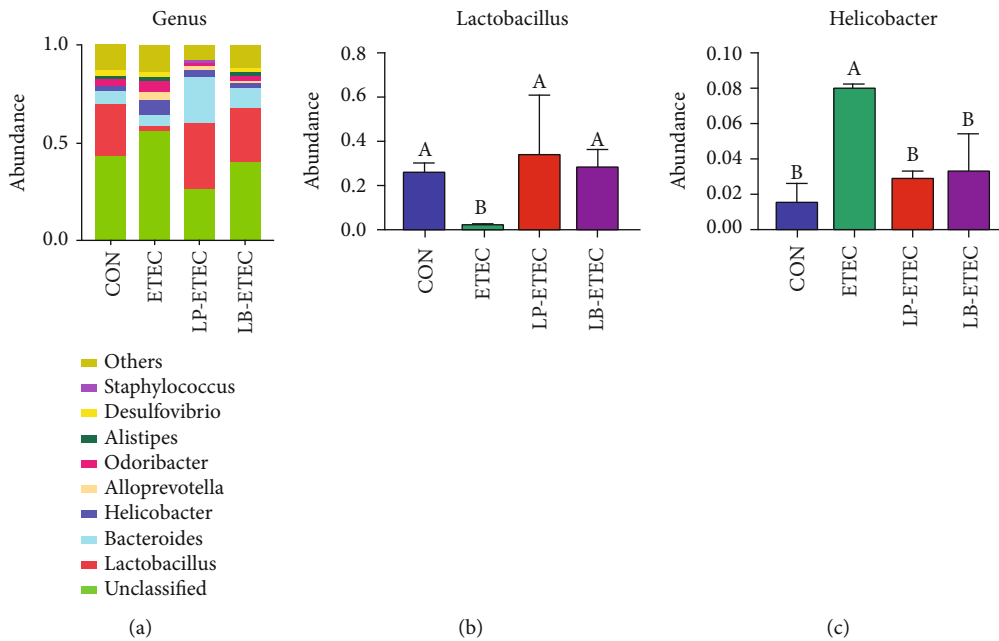 Genus
Abundance
1.0
0.5
0.0
CON
ETEC
LP-ETEC
LB-ETEC
Others
Staphylococcus
Desulfovibrio
Alistipes
Odoribacter
Alloprevotella
Helicobacter
Bacteroides
Lactobacillus
Unclassified
(a)
Lactobacillus
Abundance
0.8
0.6
0.4
0.2
0.0
A
B
A
A
CON
ETEC
LP-ETEC
LB-ETEC
(b)
Helicobacter
Abundance
0.10
0.08
0.06
0.04
0.02
0.00
B
A
B
B
CON
ETEC
LP-ETEC
LB-ETEC
(c)